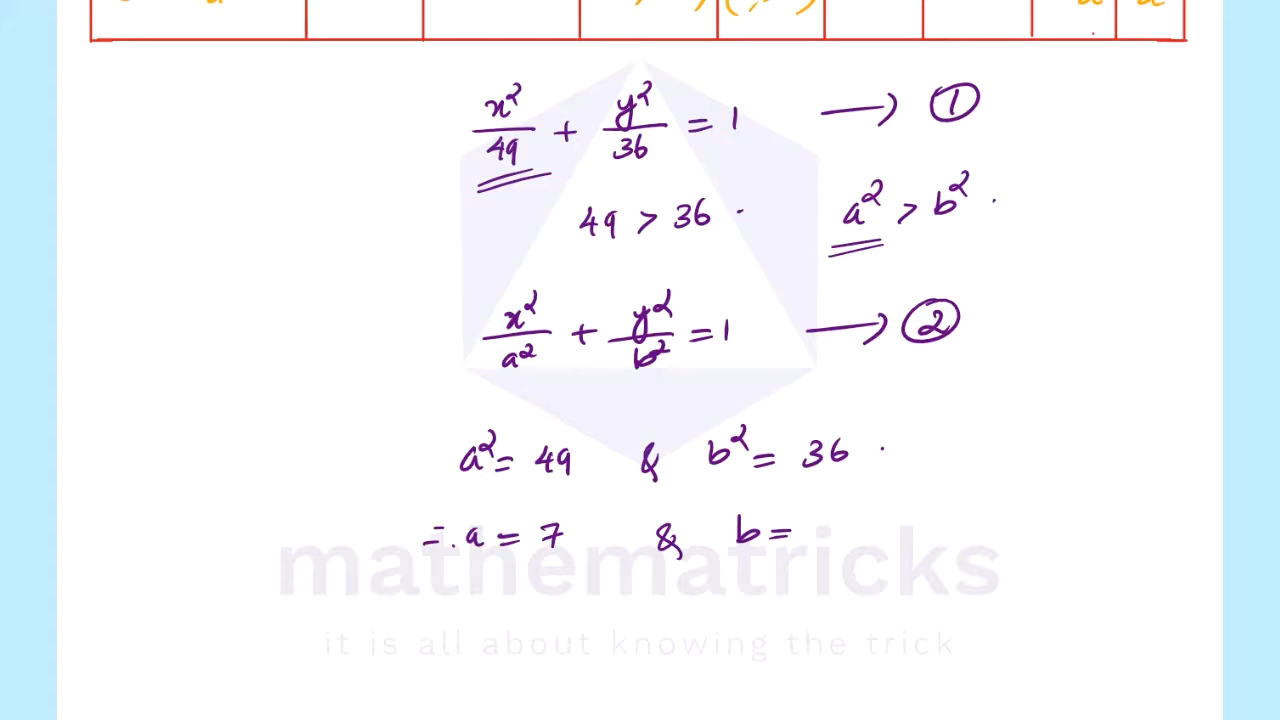 x²/49 + y²/36 = 1 ⟶ ①
49 > 36 . a² > b² .
x²/a² + y²/b² = 1 ⟶ ②
a² = 49 & b² = 36 .
∴ a = 7 & b =
mathematricks
it is all about knowing the trick